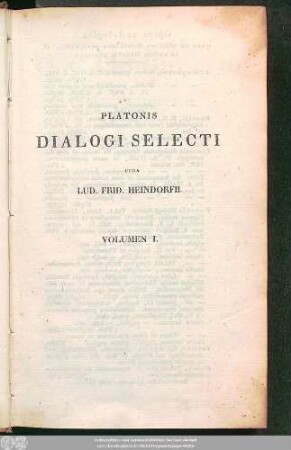 PLATONIS
DIALOGI SELECTI
CURA
LUD. FRID. HEINDORFII.
VOLUMEN I.